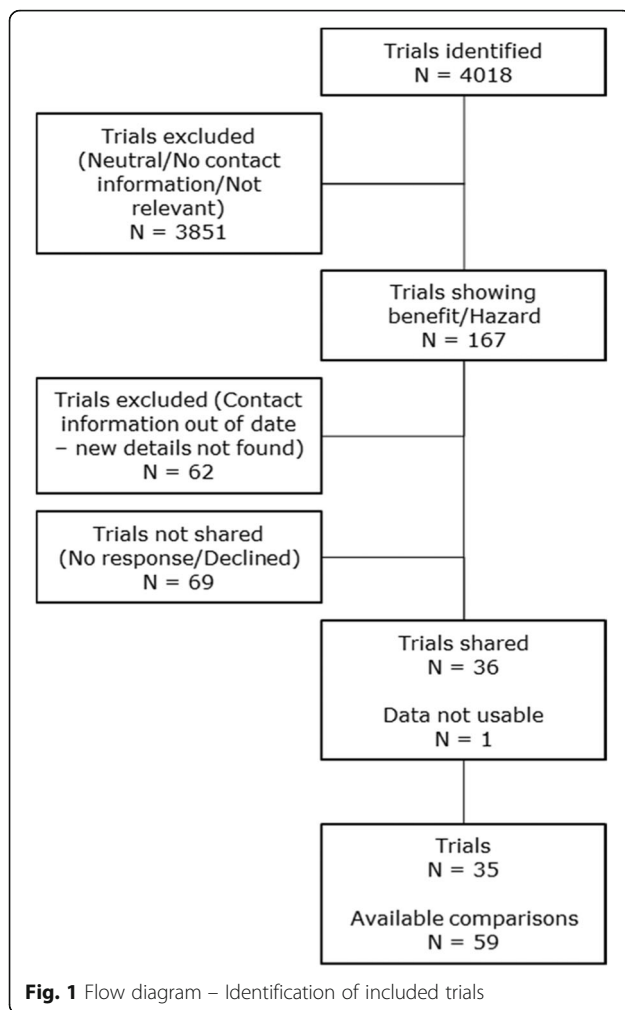 Trials identified
N = 4018
Trials excluded
(Neutral/No contact
information/Not
relevant)
N = 3851
Trials showing
benefit/Hazard
N = 167
Trials excluded (Contact
information out of date
– new details not found)
N = 62
Trials not shared
(No response/Declined)
N = 69
Trials shared
N = 36
Data not usable
N = 1
Trials
N = 35
Available comparisons
N = 59
Fig. 1 Flow diagram – Identification of included trials